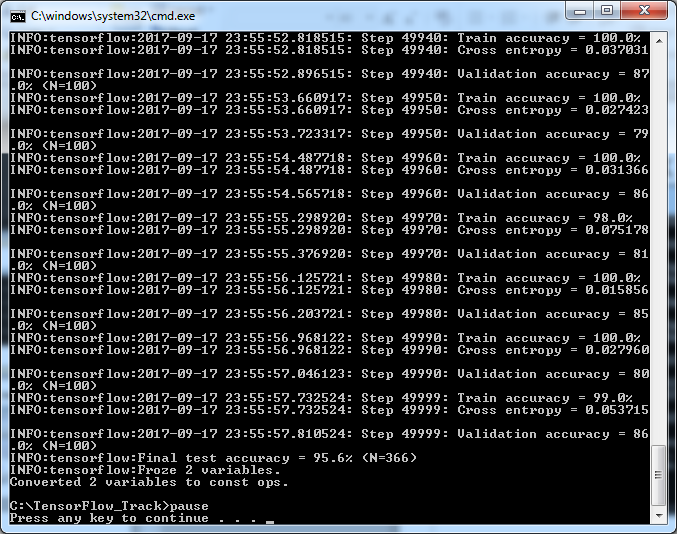 C:\windows\system32\cmd.exe
INFO:tensorflow:2017-09-17 23:55:52.818515: Step 49940: Train accuracy = 100.0%
INFO:tensorflow:2017-09-17 23:55:52.818515: Step 49940: Cross entropy = 0.037031
INFO:tensorflow:2017-09-17 23:55:52.896515: Step 49940: Validation accuracy = 87
.0% (N=100)
INFO:tensorflow:2017-09-17 23:55:53.660917: Step 49950: Train accuracy = 100.0%
INFO:tensorflow:2017-09-17 23:55:53.660917: Step 49950: Cross entropy = 0.027423
INFO:tensorflow:2017-09-17 23:55:53.723317: Step 49950: Validation accuracy = 79
.0% (N=100)
INFO:tensorflow:2017-09-17 23:55:54.487718: Step 49960: Train accuracy = 100.0%
INFO:tensorflow:2017-09-17 23:55:54.487718: Step 49960: Cross entropy = 0.031366
INFO:tensorflow:2017-09-17 23:55:54.565718: Step 49960: Validation accuracy = 86
.0% (N=100)
INFO:tensorflow:2017-09-17 23:55:55.298920: Step 49970: Train accuracy = 98.0%
INFO:tensorflow:2017-09-17 23:55:55.298920: Step 49970: Cross entropy = 0.075178
INFO:tensorflow:2017-09-17 23:55:55.376920: Step 49970: Validation accuracy = 81
.0% (N=100)
INFO:tensorflow:2017-09-17 23:55:56.125721: Step 49980: Train accuracy = 100.0%
INFO:tensorflow:2017-09-17 23:55:56.125721: Step 49980: Cross entropy = 0.015856
INFO:tensorflow:2017-09-17 23:55:56.203721: Step 49980: Validation accuracy = 85
.0% (N=100)
INFO:tensorflow:2017-09-17 23:55:56.968122: Step 49990: Train accuracy = 100.0%
INFO:tensorflow:2017-09-17 23:55:56.968122: Step 49990: Cross entropy = 0.027960
INFO:tensorflow:2017-09-17 23:55:57.046123: Step 49990: Validation accuracy = 80
.0% (N=100)
INFO:tensorflow:2017-09-17 23:55:57.732524: Step 49999: Train accuracy = 99.0%
INFO:tensorflow:2017-09-17 23:55:57.732524: Step 49999: Cross entropy = 0.053715
INFO:tensorflow:2017-09-17 23:55:57.810524: Step 49999: Validation accuracy = 86
.0% (N=100)
INFO:tensorflow:Final test accuracy = 95.6% (N=366)
INFO:tensorflow:Froze 2 variables.
Converted 2 variables to const ops.
C:\TensorFlow_Track>pause
Press any key to continue . . .